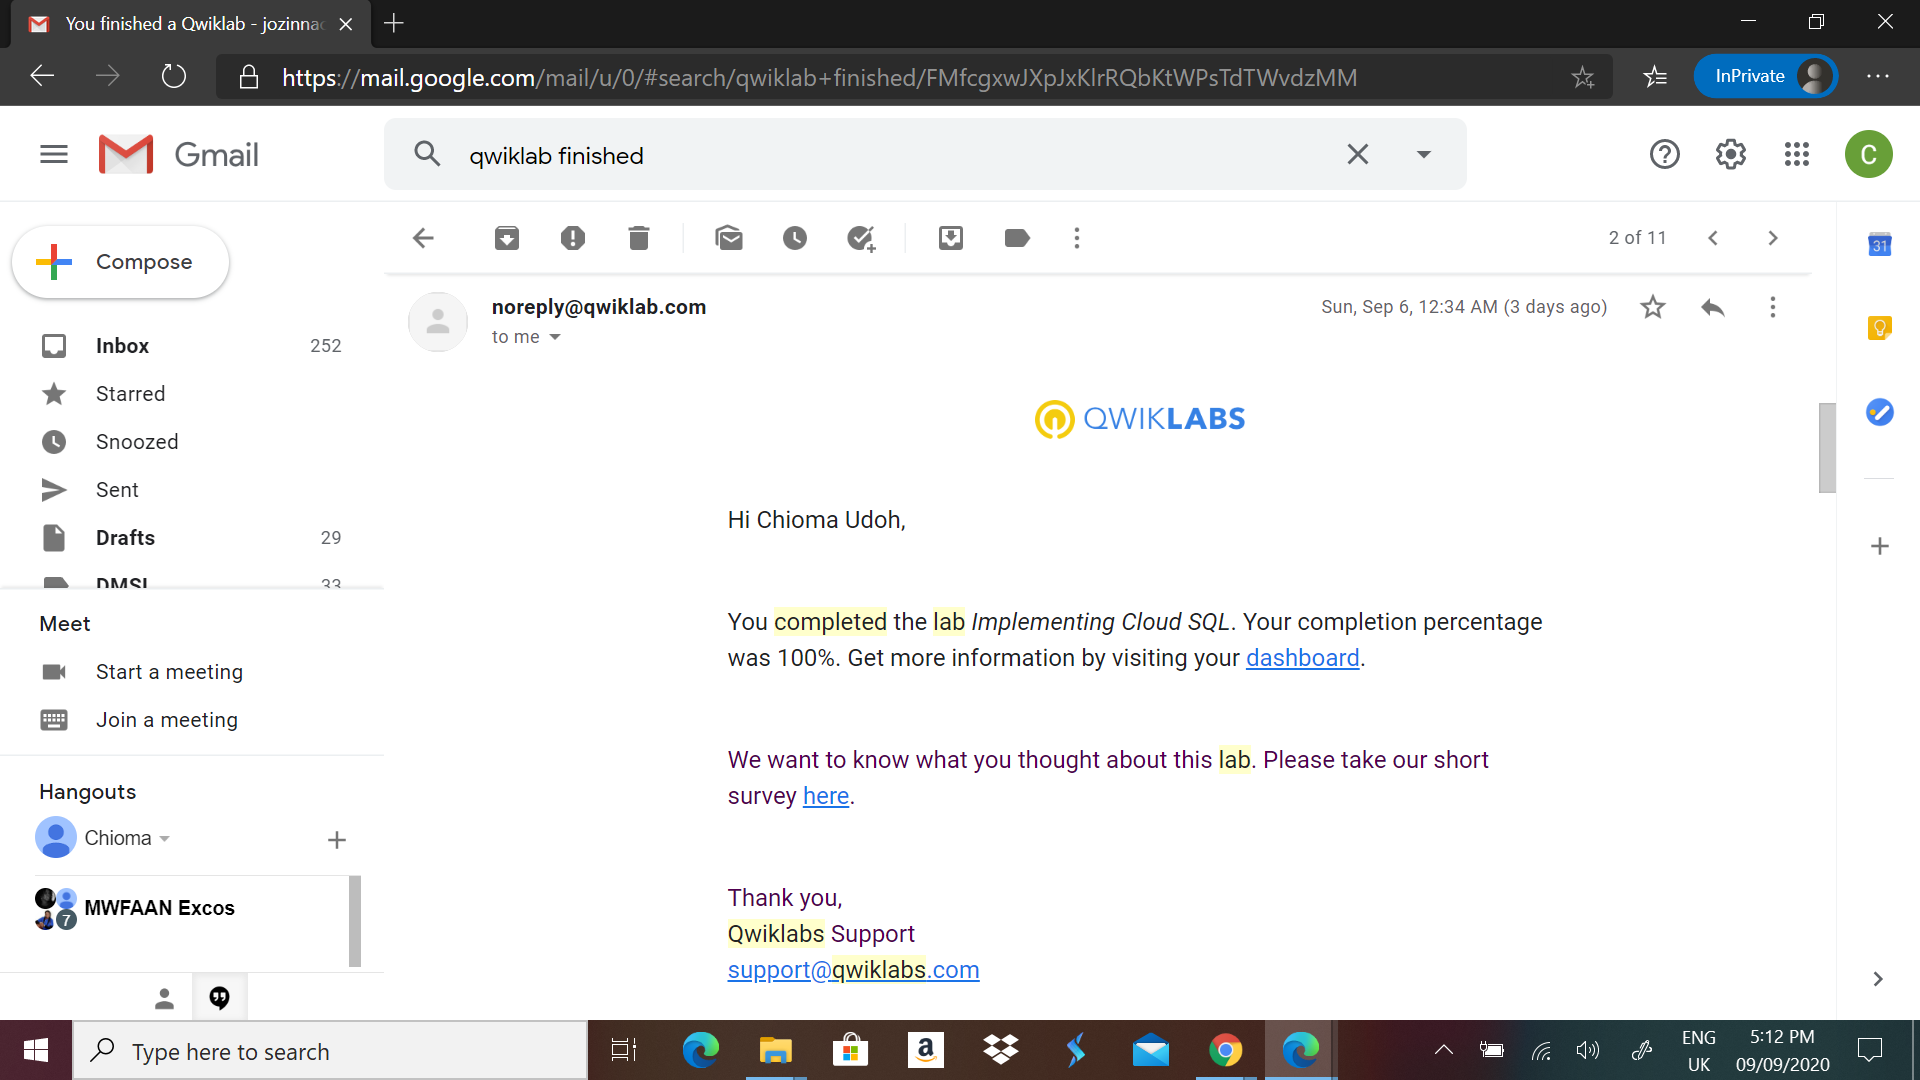 You finished a Qwiklab - jozinna
https://mail.google.com/mail/u/0/#search/qwiklab+finished/FMfcgxwJXpJxKlrRQbKtWPsTdTWvdzMM
InPrivate
Gmail
qwiklab finished
C
Compose
2 of 11
31
noreply@qwiklab.com
Sun, Sep 6, 12:34 AM (3 days ago)
to me
Inbox 252
Starred
Snoozed
Sent
Drafts 29
DMSI 33
Meet
Start a meeting
Join a meeting
Hangouts
Chioma
MWFAAN Excos
7
QWIKLABS
Hi Chioma Udoh,
You completed the lab Implementing Cloud SQL. Your completion percentage
was 100%. Get more information by visiting your dashboard.
We want to know what you thought about this lab. Please take our short
survey here.
Thank you,
Qwiklabs Support
support@qwiklabs.com
Type here to search
a
ENG
UK
5:12 PM
09/09/2020